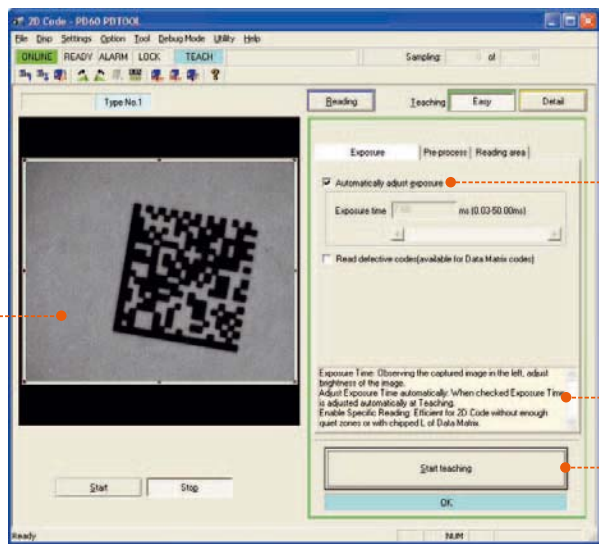 2D Code - PD60 PDTOOL
File Disp Settings Option Tool Debug Mode Utility Help
ONLINE READY ALARM LOCK TEACH Sampling: of
Type No.1 Reading Teaching: Easy Detail
Exposure Pre-process Reading area
Automatically adjust exposure
Exposure time ms (0.03-50.00ms)
Read defective codes(available for Data Matrix codes)
Exposure Time: Observing the captured image in the left, adjust
brightness of the image.
Adjust Exposure Time automatically: When checked Exposure Time
is adjusted automatically at Teaching.
Enable Specific Reading: Efficient for 2D Code without enough
quiet zones or with chipped L of Data Matrix.
Start teaching
Start Stop
OK
Ready NUM